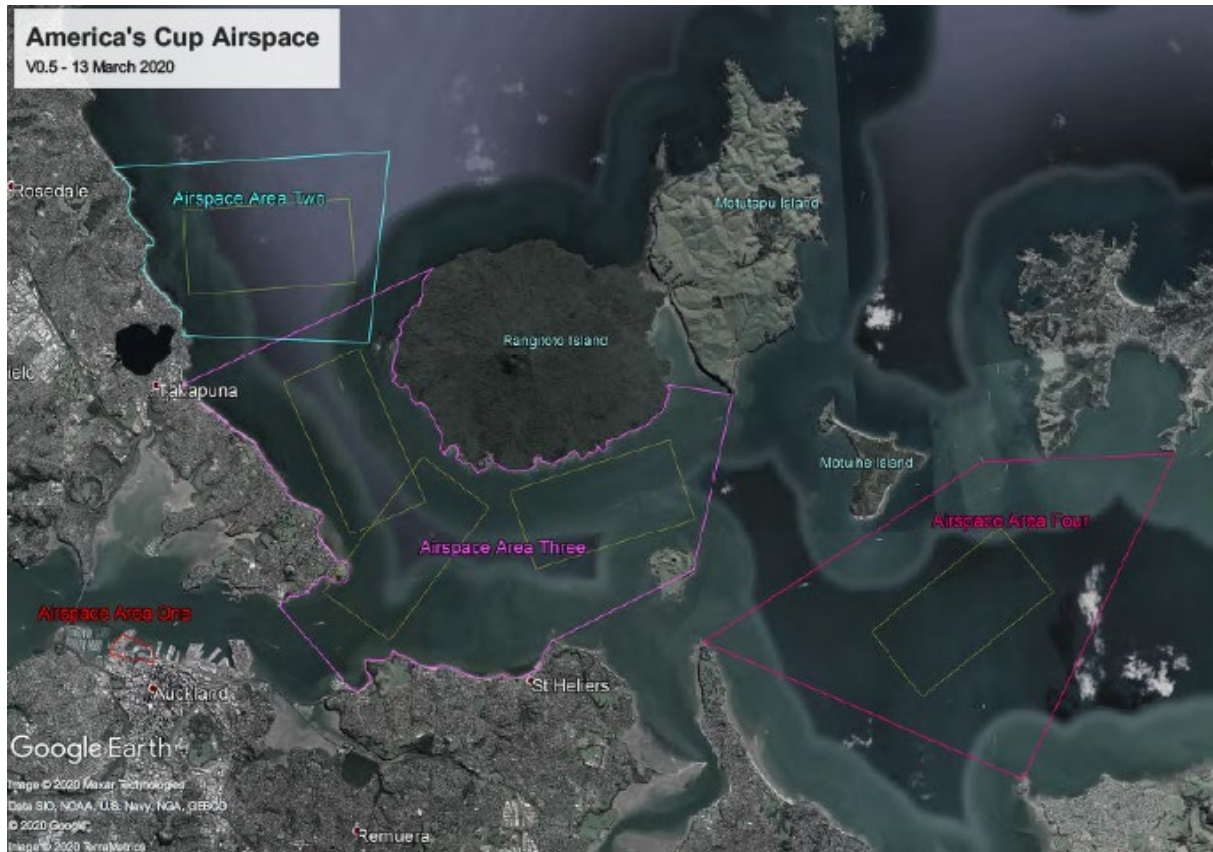 America's Cup Airspace
V0.5 - 13 March 2020
Rosedale
Airspace Area Two
Motutapu Island
Rangitoto Island
ield
Takapuna
Motuihe Island
Airspace Area Four
Airspace Area Three
Airspace Area One
St Heliers
Auckland
Google Earth
Image © 2020 Maxar Technologies
Data SIO, NOAA, U.S. Navy, NGA, GEBCO
© 2020 Google
Image © 2020 TerraMetrics
Remuera